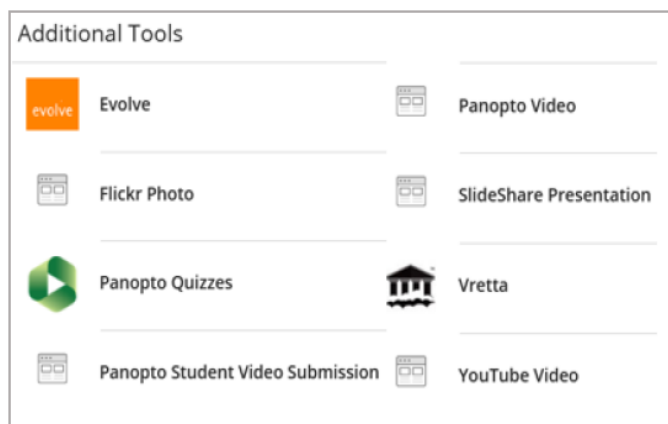 Additional Tools
evolve
Evolve
Panopto Video
Flickr Photo
SlideShare Presentation
Panopto Quizzes
Vretta
Panopto Student Video Submission
YouTube Video